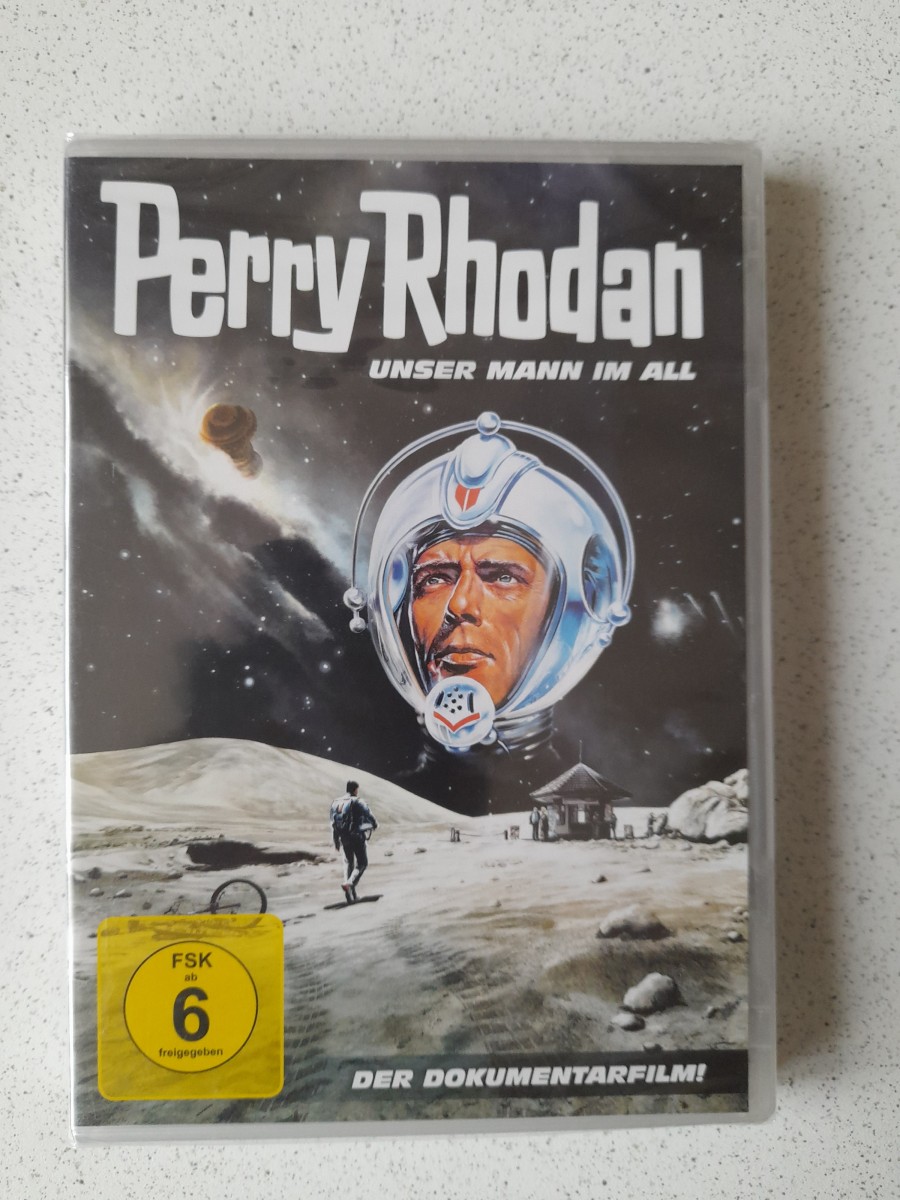 Perry Rhodan
UNSER MANN IM ALL
FSK
ab
6
freigegeben
DER DOKUMENTARFILM!